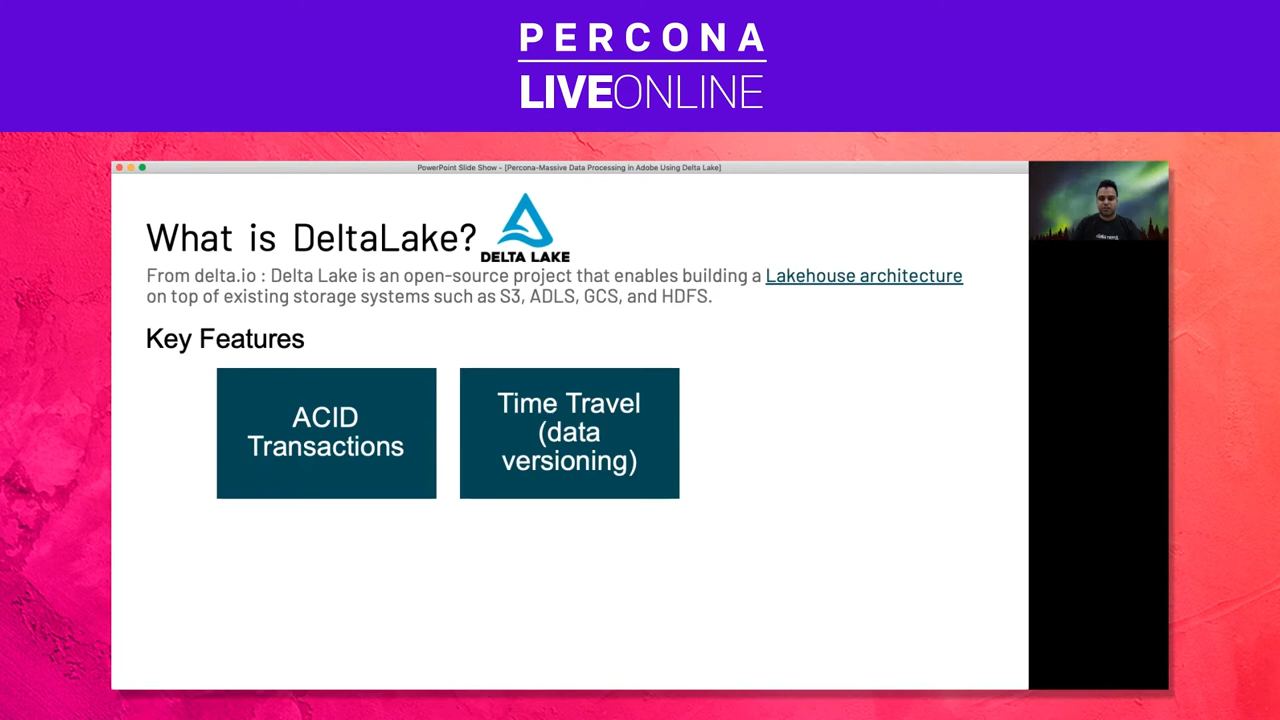 PERCONA
LIVEONLINE
PowerPoint Slide Show - [Percona-Massive Data Processing in Adobe Using Delta Lake]
What is DeltaLake?
DELTA LAKE
From delta.io : Delta Lake is an open-source project that enables building a Lakehouse architecture
on top of existing storage systems such as S3, ADLS, GCS, and HDFS.
Key Features
ACID
Transactions
Time Travel
(data
versioning)